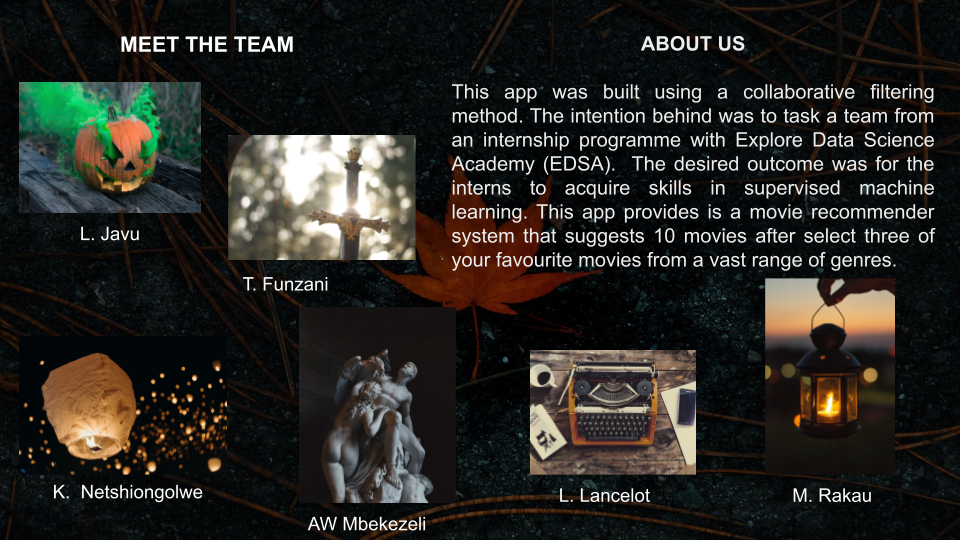 MEET THE TEAM
L. Javu
T. Funzani
K. Netshiongolwe
AW Mbekezeli
ABOUT US
This app was built using a collaborative filtering
method. The intention behind was to task a team from
an internship programme with Explore Data Science
Academy (EDSA). The desired outcome was for the
interns to acquire skills in supervised machine
learning. This app provides is a movie recommender
system that suggests 10 movies after select three of
your favourite movies from a vast range of genres.
L. Lancelot
M. Rakau